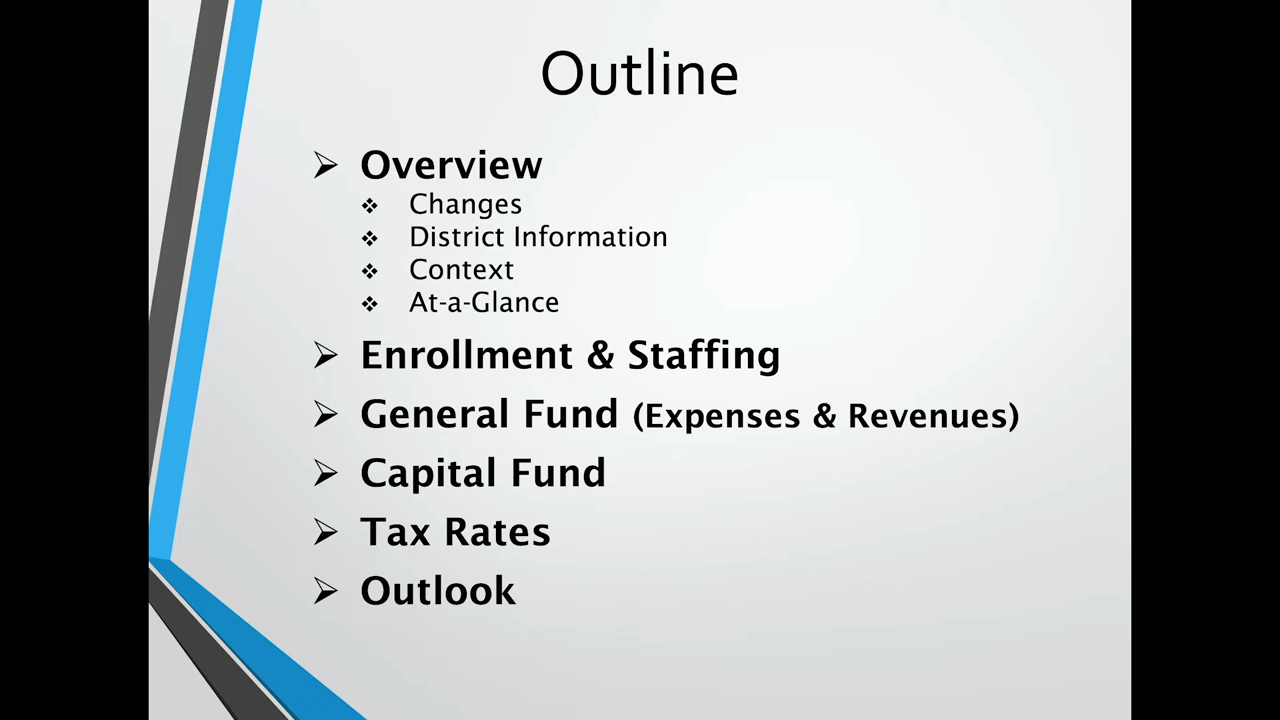 Outline
Overview
Changes
District Information
Context
At-a-Glance
Enrollment & Staffing
General Fund (Expenses & Revenues)
Capital Fund
Tax Rates
Outlook